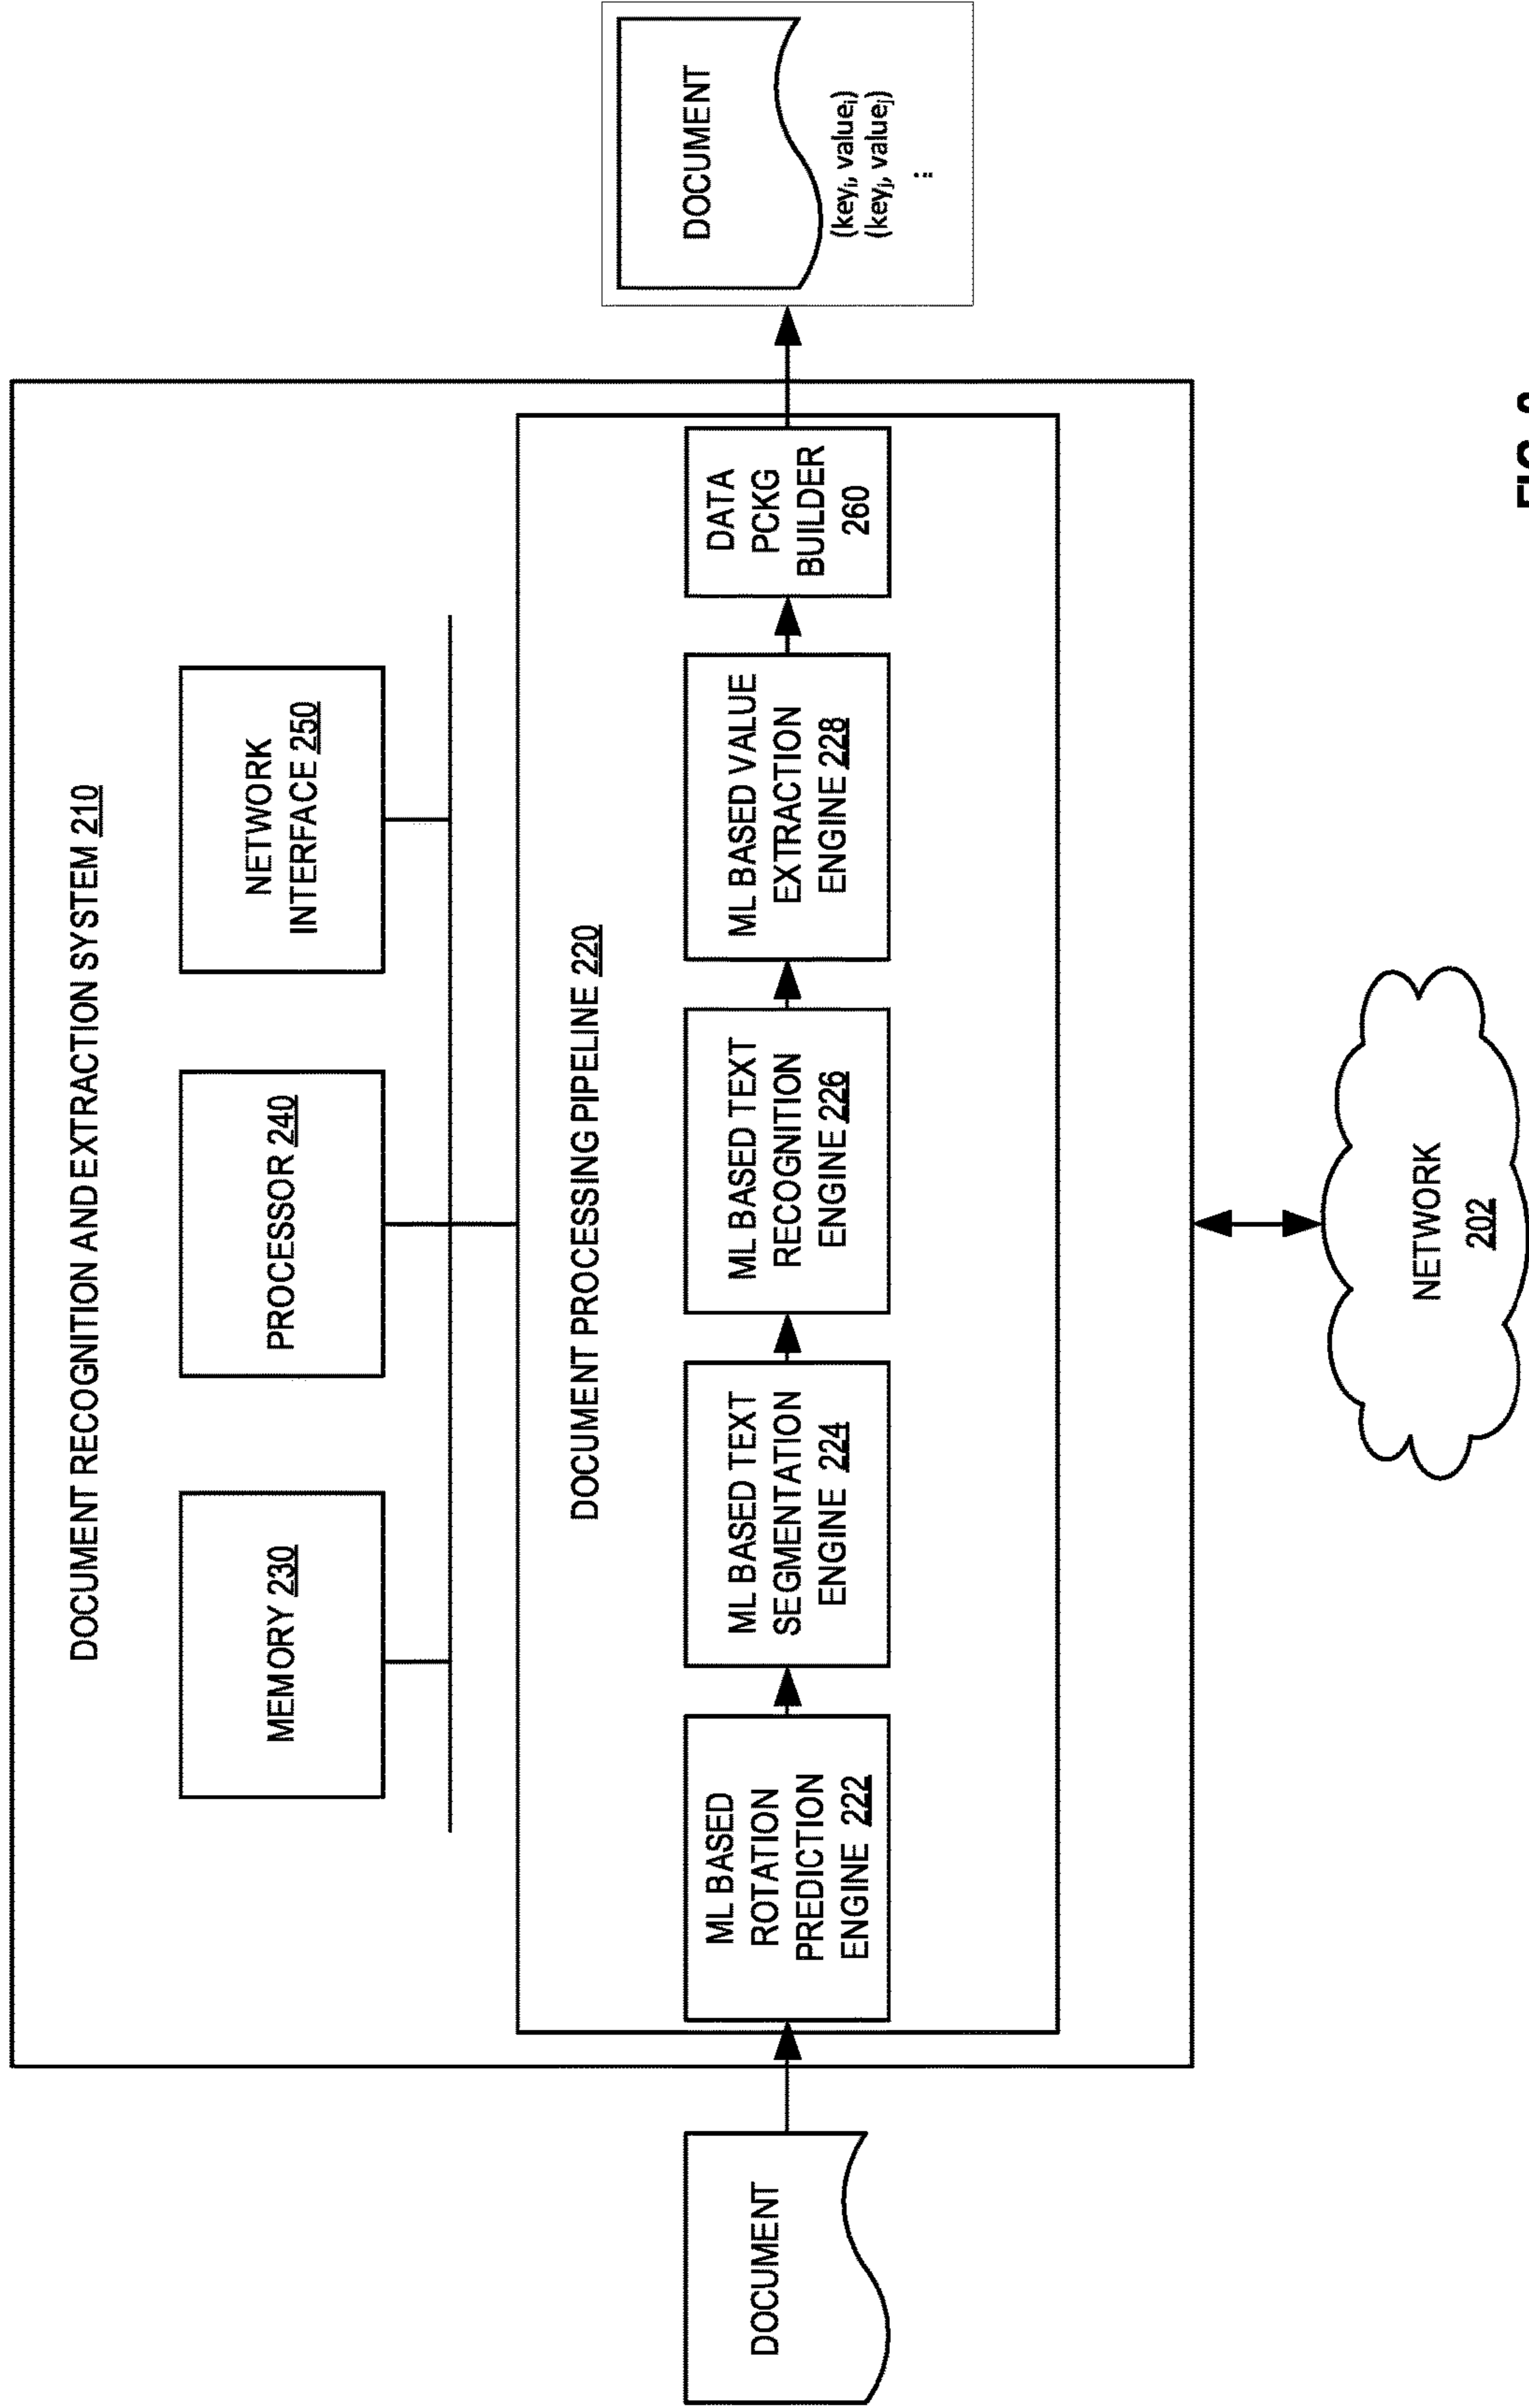 DOCUMENT RECOGNITION AND EXTRACTION SYSTEM 210
MEMORY 230
PROCESSOR 240
NETWORK
INTERFACE 250
DOCUMENT PROCESSING PIPELINE 220
DOCUMENT
ML BASED
ROTATION
PREDICTION
ENGINE 222
ML BASED TEXT
SEGMENTATION
ENGINE 224
ML BASED TEXT
RECOGNITION
ENGINE 226
ML BASED VALUE
EXTRACTION
ENGINE 228
DATA
PCKG
BUILDER
260
DOCUMENT
(keyᵢ, valueᵢ)
(keyⱼ, valueⱼ)
⋮
NETWORK
202